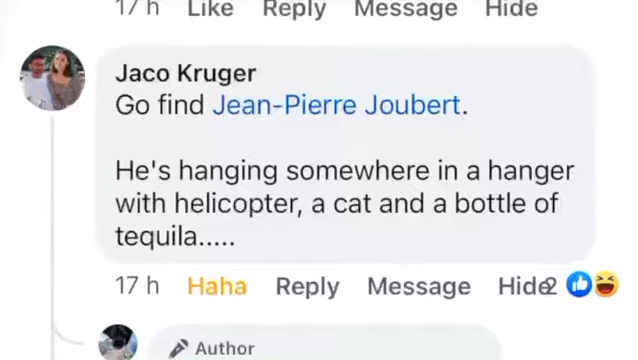 17 h Like Reply Message Hide
Jaco Kruger
Go find Jean-Pierre Joubert.
He's hanging somewhere in a hanger
with helicopter, a cat and a bottle of
tequila.....
17 h Haha Reply Message Hide 2
Author